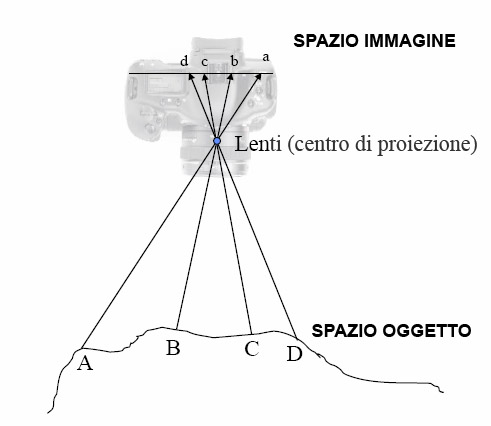 SPAZIO IMMAGINE
d c b a
Lenti (centro di proiezione)
SPAZIO OGGETTO
A B C D